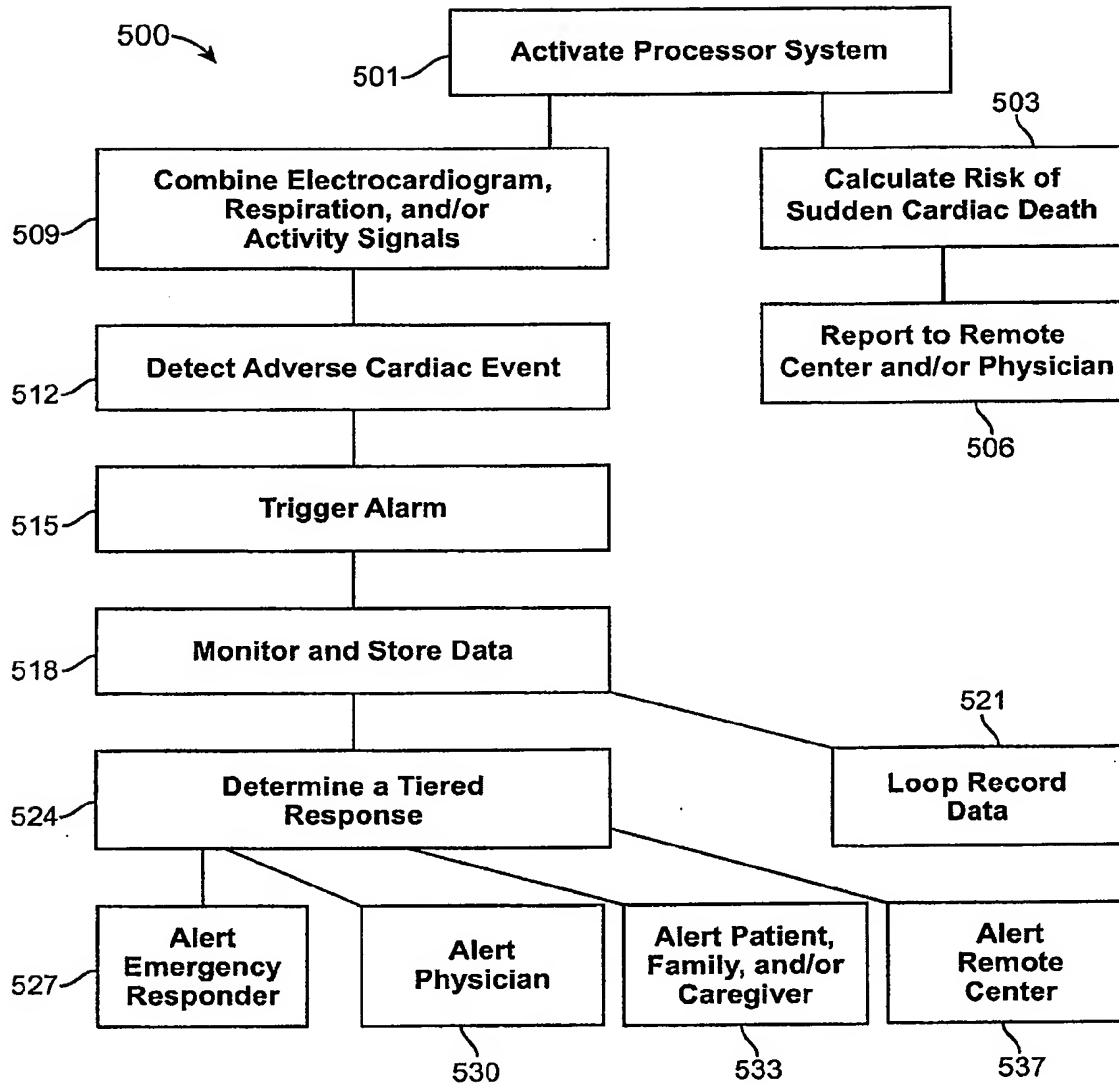 500
Activate Processor System
501
503
Combine Electrocardiogram,
Respiration, and/or
Activity Signals
509
Calculate Risk of
Sudden Cardiac Death
Report to Remote
Center and/or Physician
506
Detect Adverse Cardiac Event
512
Trigger Alarm
515
Monitor and Store Data
518
521
Loop Record
Data
Determine a Tiered
Response
524
Alert
Emergency
Responder
527
Alert
Physician
530
Alert Patient,
Family, and/or
Caregiver
533
Alert
Remote
Center
537